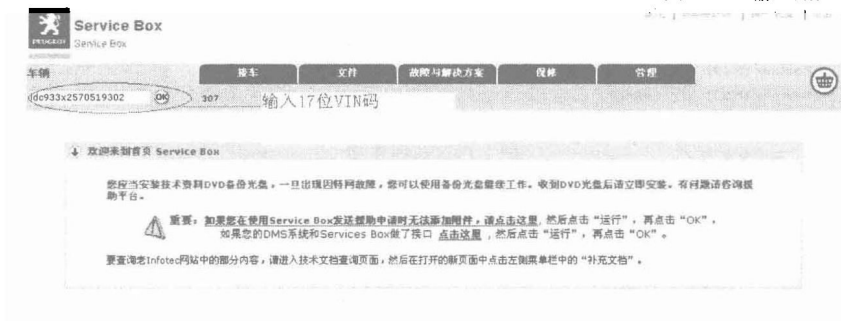 Service Box
PEUGEOT Service Box
车辆 接车 文件 故障与解决方案 保修 管理
ldc933x2570519302 OK 307 输入17位VIN码
欢迎来到首页 Service Box
您应当安装技术资料DVD备份光盘，一旦出现因特网故障，您可以使用备份光盘继续工作。收到DVD光盘后请立即安装。有问题请咨询援
助平台。
重要：如果您在使用Service Box发送援助申请时无法添加附件，请点击这里，然后点击“运行”，再点击“OK”，
如果您的DMS系统和Services Box做了接口 点击这里，然后点击“运行”，再点击“OK”。
要查询老Infotec网站中的部分内容，请进入技术文档查询页面，然后在打开的新页面中点击左侧菜单栏中的“补充文档”。